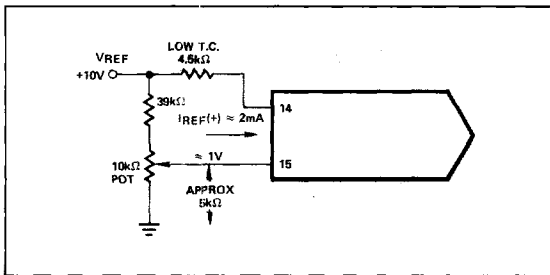 LOW T.C.
4.5kΩ
VREF
+10V
39kΩ
14
IREF(+) ≈ 2mA
≈ 1V
15
10kΩ
POT
APPROX
5kΩ